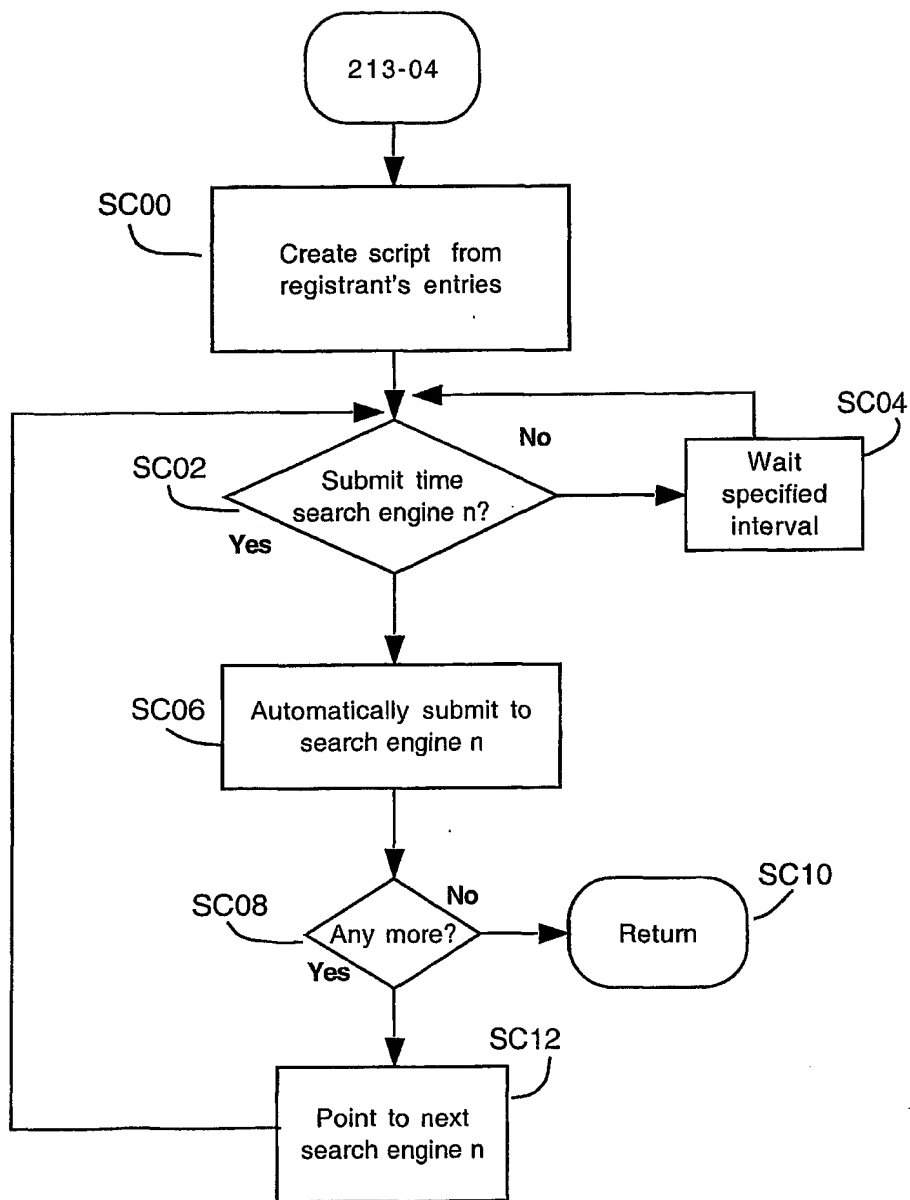 213-04
SC00
Create script from
registrant's entries
SC04
No
SC02
Submit time
search engine n?
Wait
specified
interval
Yes
SC06
Automatically submit to
search engine n
SC10
No
SC08
Any more?
Return
Yes
SC12
Point to next
search engine n